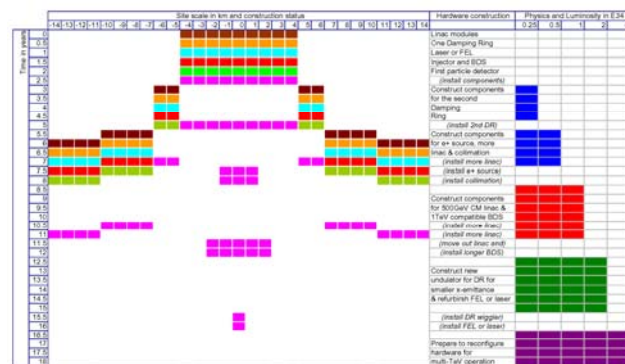 Site scale in km and construction status
Hardware construction
Physics and Luminosity in E34
-14 -13 -12 -11 -10 -9 -8 -7 -6 -5 -4 -3 -2 -1 0 1 2 3 4 5 6 7 8 9 10 11 12 13 14
0.25 0.5 1 2
Time in years
0 Linac modules
0.5 One Damping Ring
1 Laser or FEL
1.5 Injector and BDS
2 First particle detector
2.5 (install components)
3 Construct components
3.5 for the second
4 Damping
4.5 Ring
5 (install 2nd DR)
5.5 Construct components
6 for e+ source, more
6.5 linac & collimation
7 (install more linac)
7.5 (install e+ source)
8 (install collimation)
8.5
9 Construct components
9.5 for 500GeV CM linac &
10 1TeV compatible BDS
10.5 (install more linac)
11 (install more linac)
11.5 (move out linac and)
12 (install longer BDS)
12.5
13 Construct new
13.5 undulator for DR for
14 smaller x-emittance
14.5 & refurbish FEL or laser
15
15.5 (install DR wiggler)
16 (install FEL or laser)
16.5
17 Prepare to reconfigure
17.5 hardware for
18 multi-TeV operation